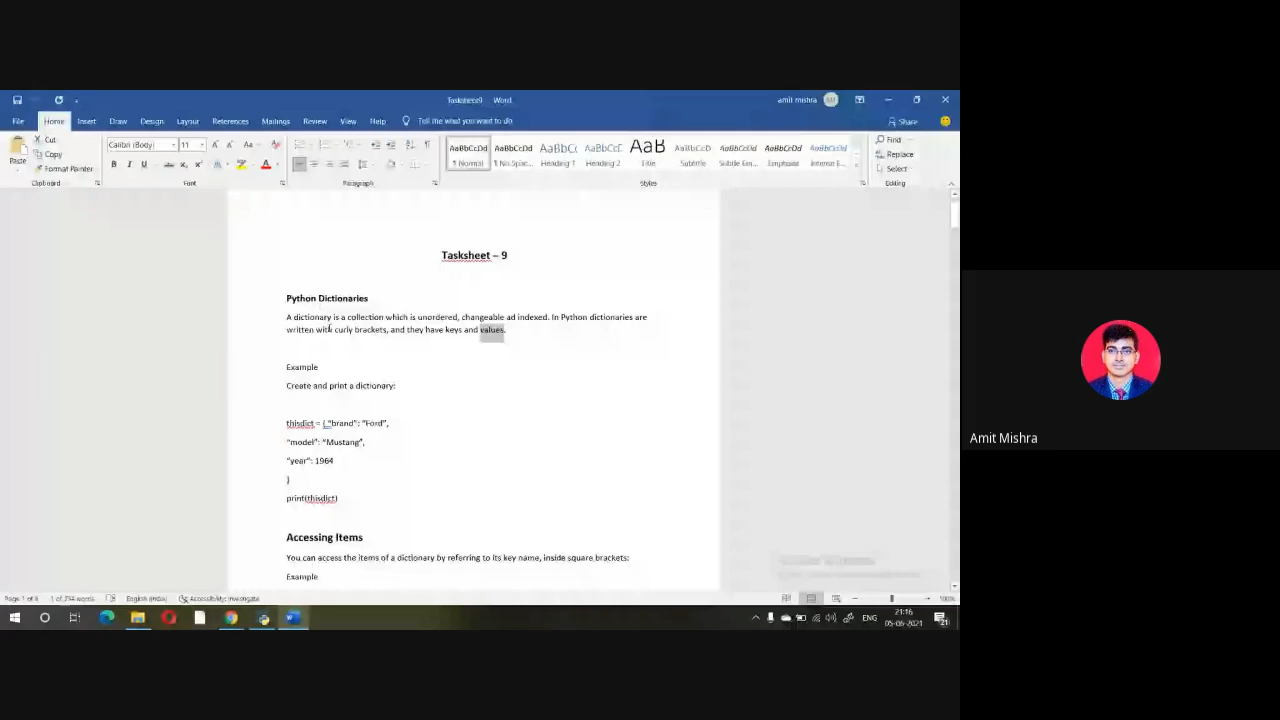 Tasksheet9 Word
amit mishra
File Home Insert Draw Design Layout References Mailings Review View Help Tell me what you want to do
Share
Paste
Cut
Copy
Format Painter
Clipboard
Calibri (Body) 11
Font
Paragraph
AaBbCcDd AaBbCcDd AaBbC AaBbCcE AaB AaBbCcD AaBbCcDd AaBbCcDd AaBbCcDd
¶ Normal ¶ No Spac... Heading 1 Heading 2 Title Subtitle Subtle Em... Emphasis Intense E...
Styles
Find
Replace
Select
Editing
Tasksheet – 9
Python Dictionaries
A dictionary is a collection which is unordered, changeable ad indexed. In Python dictionaries are
written with curly brackets, and they have keys and values.
Example
Create and print a dictionary:
thisdict = { “brand”: “Ford”,
“model”: “Mustang”,
“year”: 1964
}
print(thisdict)
Accessing Items
You can access the items of a dictionary by referring to its key name, inside square brackets:
Example
English (India) Accessibility: Investigate
100%
ENG
21:16
05-06-2021
21
Amit Mishra